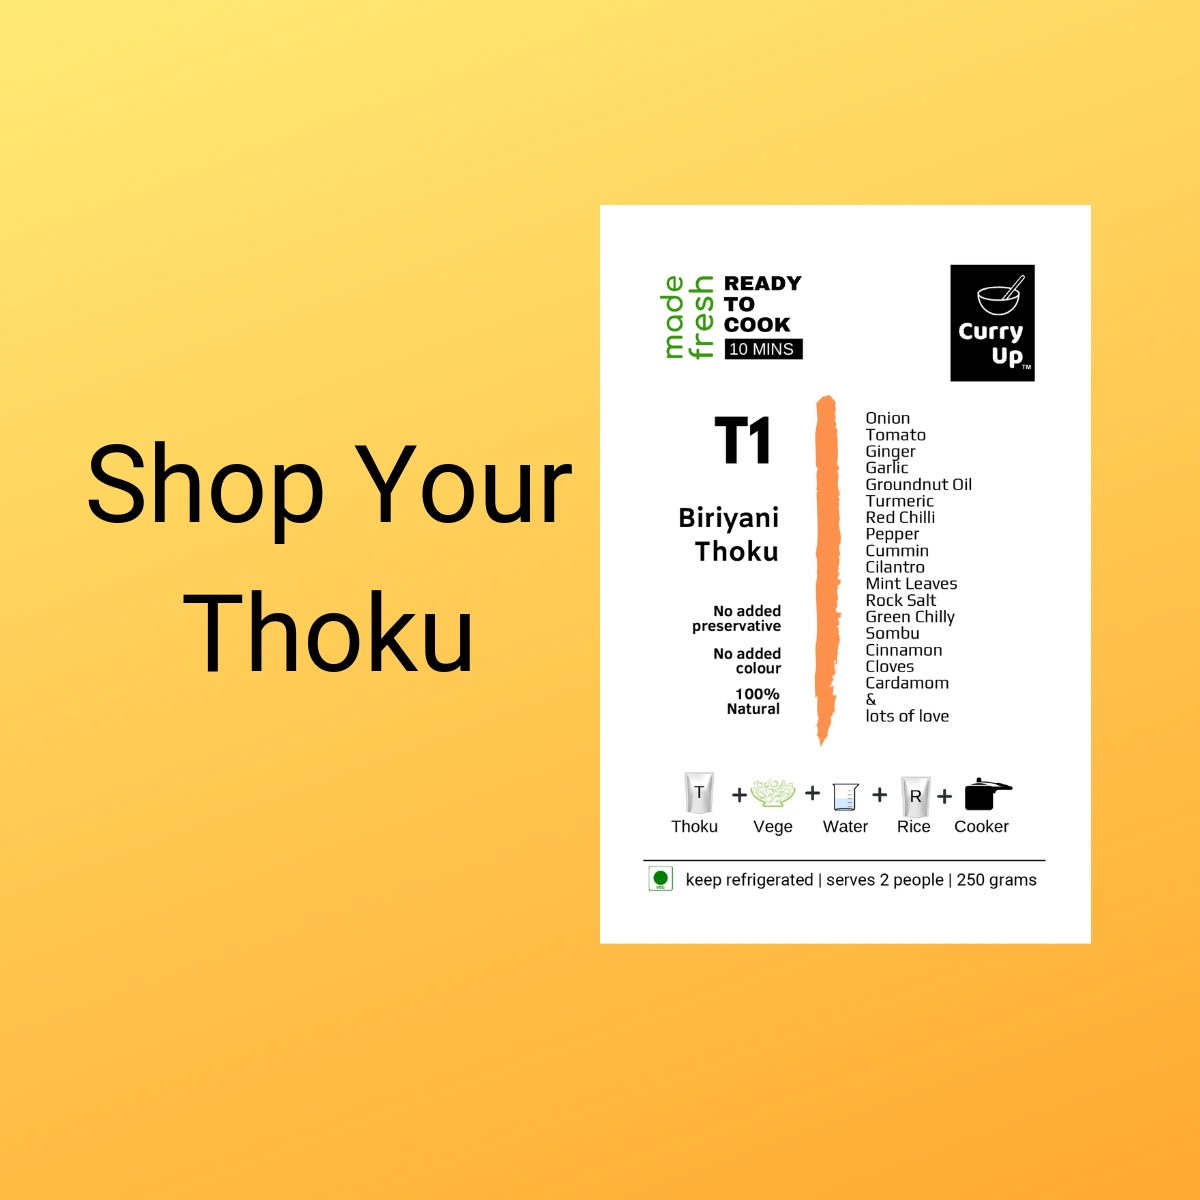 Shop Your
Thoku
made
fresh
READY
TO
COOK
10 MINS
Curry
Up
TM
T1
Biriyani
Thoku
No added
preservative
No added
colour
100%
Natural
Onion
Tomato
Ginger
Garlic
Groundnut Oil
Turmeric
Red Chilli
Pepper
Cummin
Cilantro
Mint Leaves
Rock Salt
Green Chilly
Sombu
Cinnamon
Cloves
Cardamom
&
lots of love
T
+
+
+
R
+
Thoku
Vege
Water
Rice
Cooker
VEG
keep refrigerated | serves 2 people | 250 grams